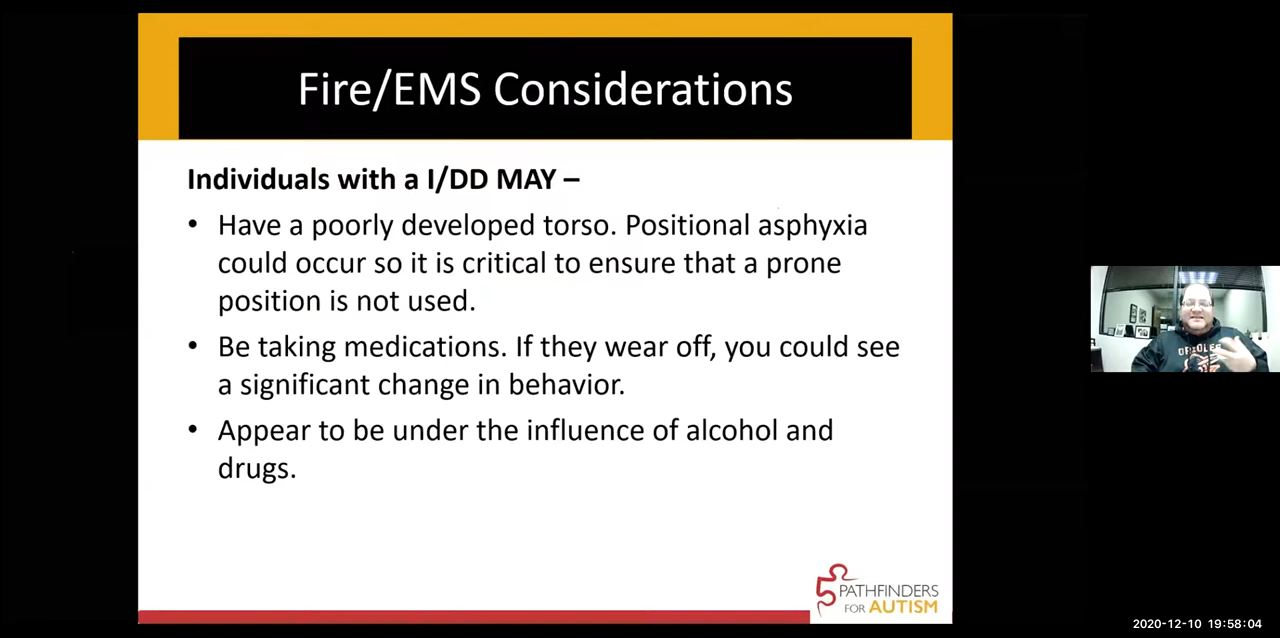 Fire/EMS Considerations
Individuals with a I/DD MAY –
• Have a poorly developed torso. Positional asphyxia
could occur so it is critical to ensure that a prone
position is not used.
• Be taking medications. If they wear off, you could see
a significant change in behavior.
• Appear to be under the influence of alcohol and
drugs.
ORIOLES
PATHFINDERS
FOR AUTISM
2020-12-10 19:58:04